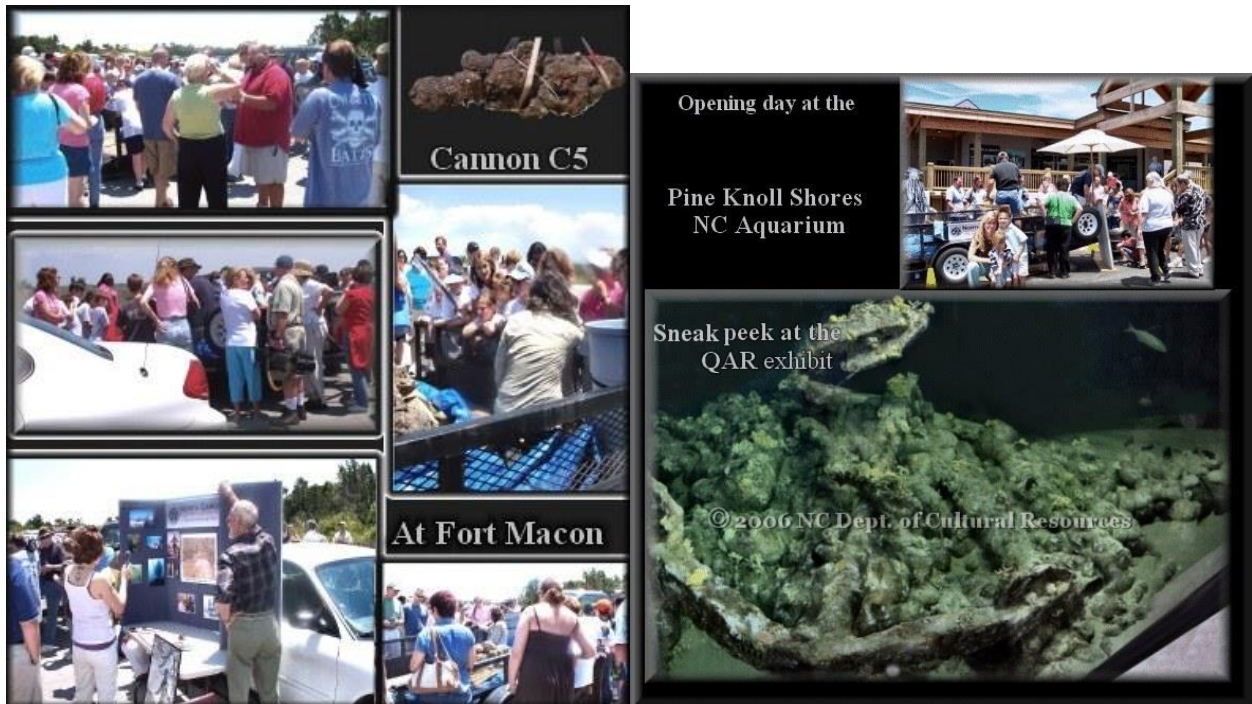 Cannon C5
At Fort Macon
Opening day at the
Pine Knoll Shores
NC Aquarium
Sneak peek at the
QAR exhibit
© 2006 NC Dept. of Cultural Resources